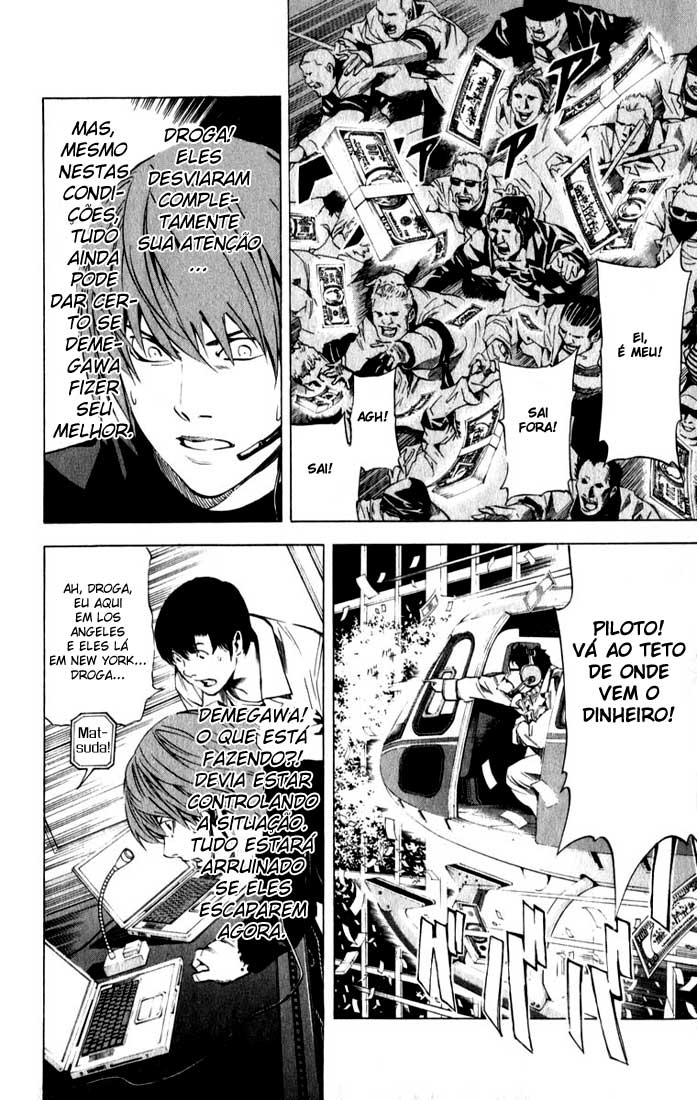 EI,
É MEU!
SAI
FORA!
AGH!
SAI!
DROGA!
ELES
DESVIARAM
COMPLE-
TAMENTE
SUA ATENÇÃO
...
MAS,
MESMO
NESTAS
CONDI-
ÇÕES,
TUDO
AINDA
PODE
DAR CER-
TO SE
DEME-
GAWA
FIZER
SEU
MELHOR.
PILOTO!
VÁ AO TETO
DE ONDE
VEM O
DINHEIRO!
AH, DROGA,
EU AQUI
EM LOS
ANGELES
E ELES LÁ
EM NEW YORK...
DROGA...
Mat-
suda!
DEMEGAWA!
O QUE ESTÁ
FAZENDO?!
DEVIA ESTAR
CONTROLANDO
A SITUAÇÃO.
TUDO ESTARÁ
ARRUINADO
SE ELES
ESCAPAREM
AGORA.